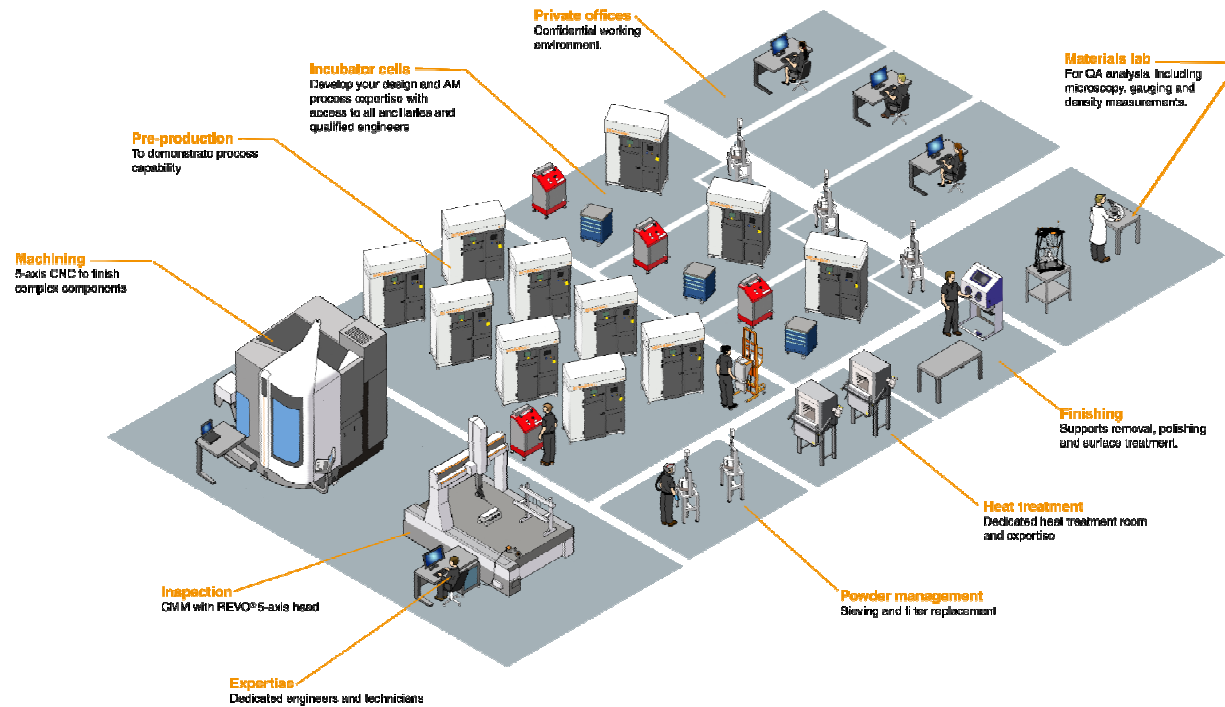 Private offices
Confidential working
environment.
Materials lab
For QA analysis. Including
microscopy, gauging and
density measurements.
Incubator cells
Develop your design and AM
process expertise with
access to all ancillaries and
qualified engineers
Pre-production
To demonstrate process
capability
Machining
5-axis CNC to finish
complex components
Finishing
Supports removal, polishing
and surface treatment.
Heat treatment
Dedicated heat treatment room
and expertise
Powder management
Sieving and filter replacement
Inspection
CMM with REVO® 5-axis head
Expertise
Dedicated engineers and technicians